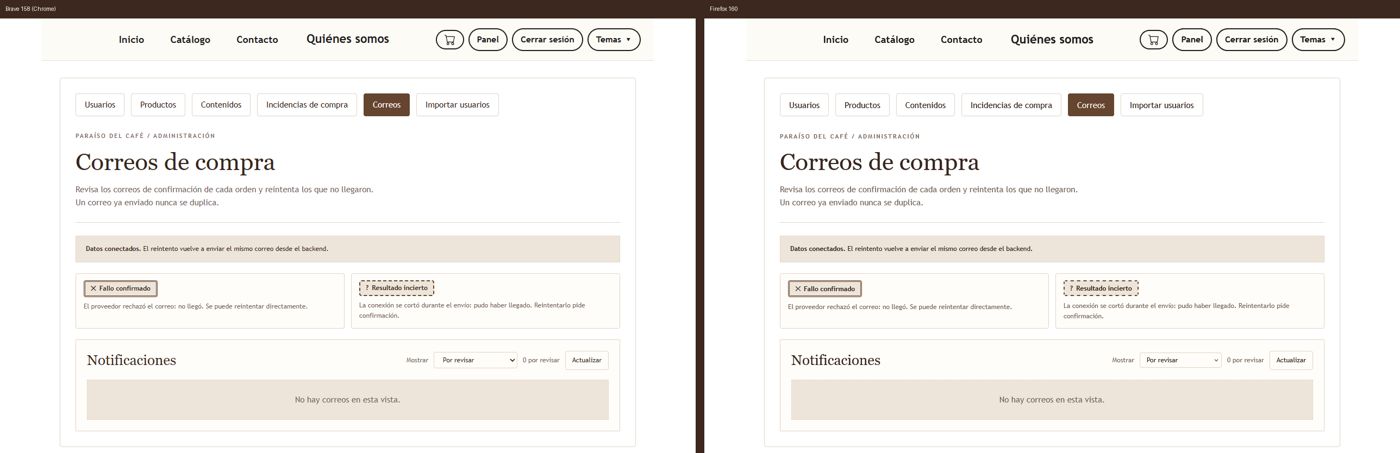 Brave 158 (Chrome)
Inicio Catálogo Contacto Quiénes somos Panel Cerrar sesión Temas ▼
Usuarios Productos Contenidos Incidencias de compra Correos Importar usuarios
PARAÍSO DEL CAFÉ / ADMINISTRACIÓN
Correos de compra
Revisa los correos de confirmación de cada orden y reintenta los que no llegaron.
Un correo ya enviado nunca se duplica.
Datos conectados. El reintento vuelve a enviar el mismo correo desde el backend.
✕ Fallo confirmado
El proveedor rechazó el correo: no llegó. Se puede reintentar directamente.
? Resultado incierto
La conexión se cortó durante el envío: pudo haber llegado. Reintentarlo pide
confirmación.
Notificaciones
Mostrar Por revisar 0 por revisar Actualizar
No hay correos en esta vista.
Firefox 160
Inicio Catálogo Contacto Quiénes somos Panel Cerrar sesión Temas ▼
Usuarios Productos Contenidos Incidencias de compra Correos Importar usuarios
PARAÍSO DEL CAFÉ / ADMINISTRACIÓN
Correos de compra
Revisa los correos de confirmación de cada orden y reintenta los que no llegaron.
Un correo ya enviado nunca se duplica.
Datos conectados. El reintento vuelve a enviar el mismo correo desde el backend.
✕ Fallo confirmado
El proveedor rechazó el correo: no llegó. Se puede reintentar directamente.
? Resultado incierto
La conexión se cortó durante el envío: pudo haber llegado. Reintentarlo pide
confirmación.
Notificaciones
Mostrar Por revisar 0 por revisar Actualizar
No hay correos en esta vista.